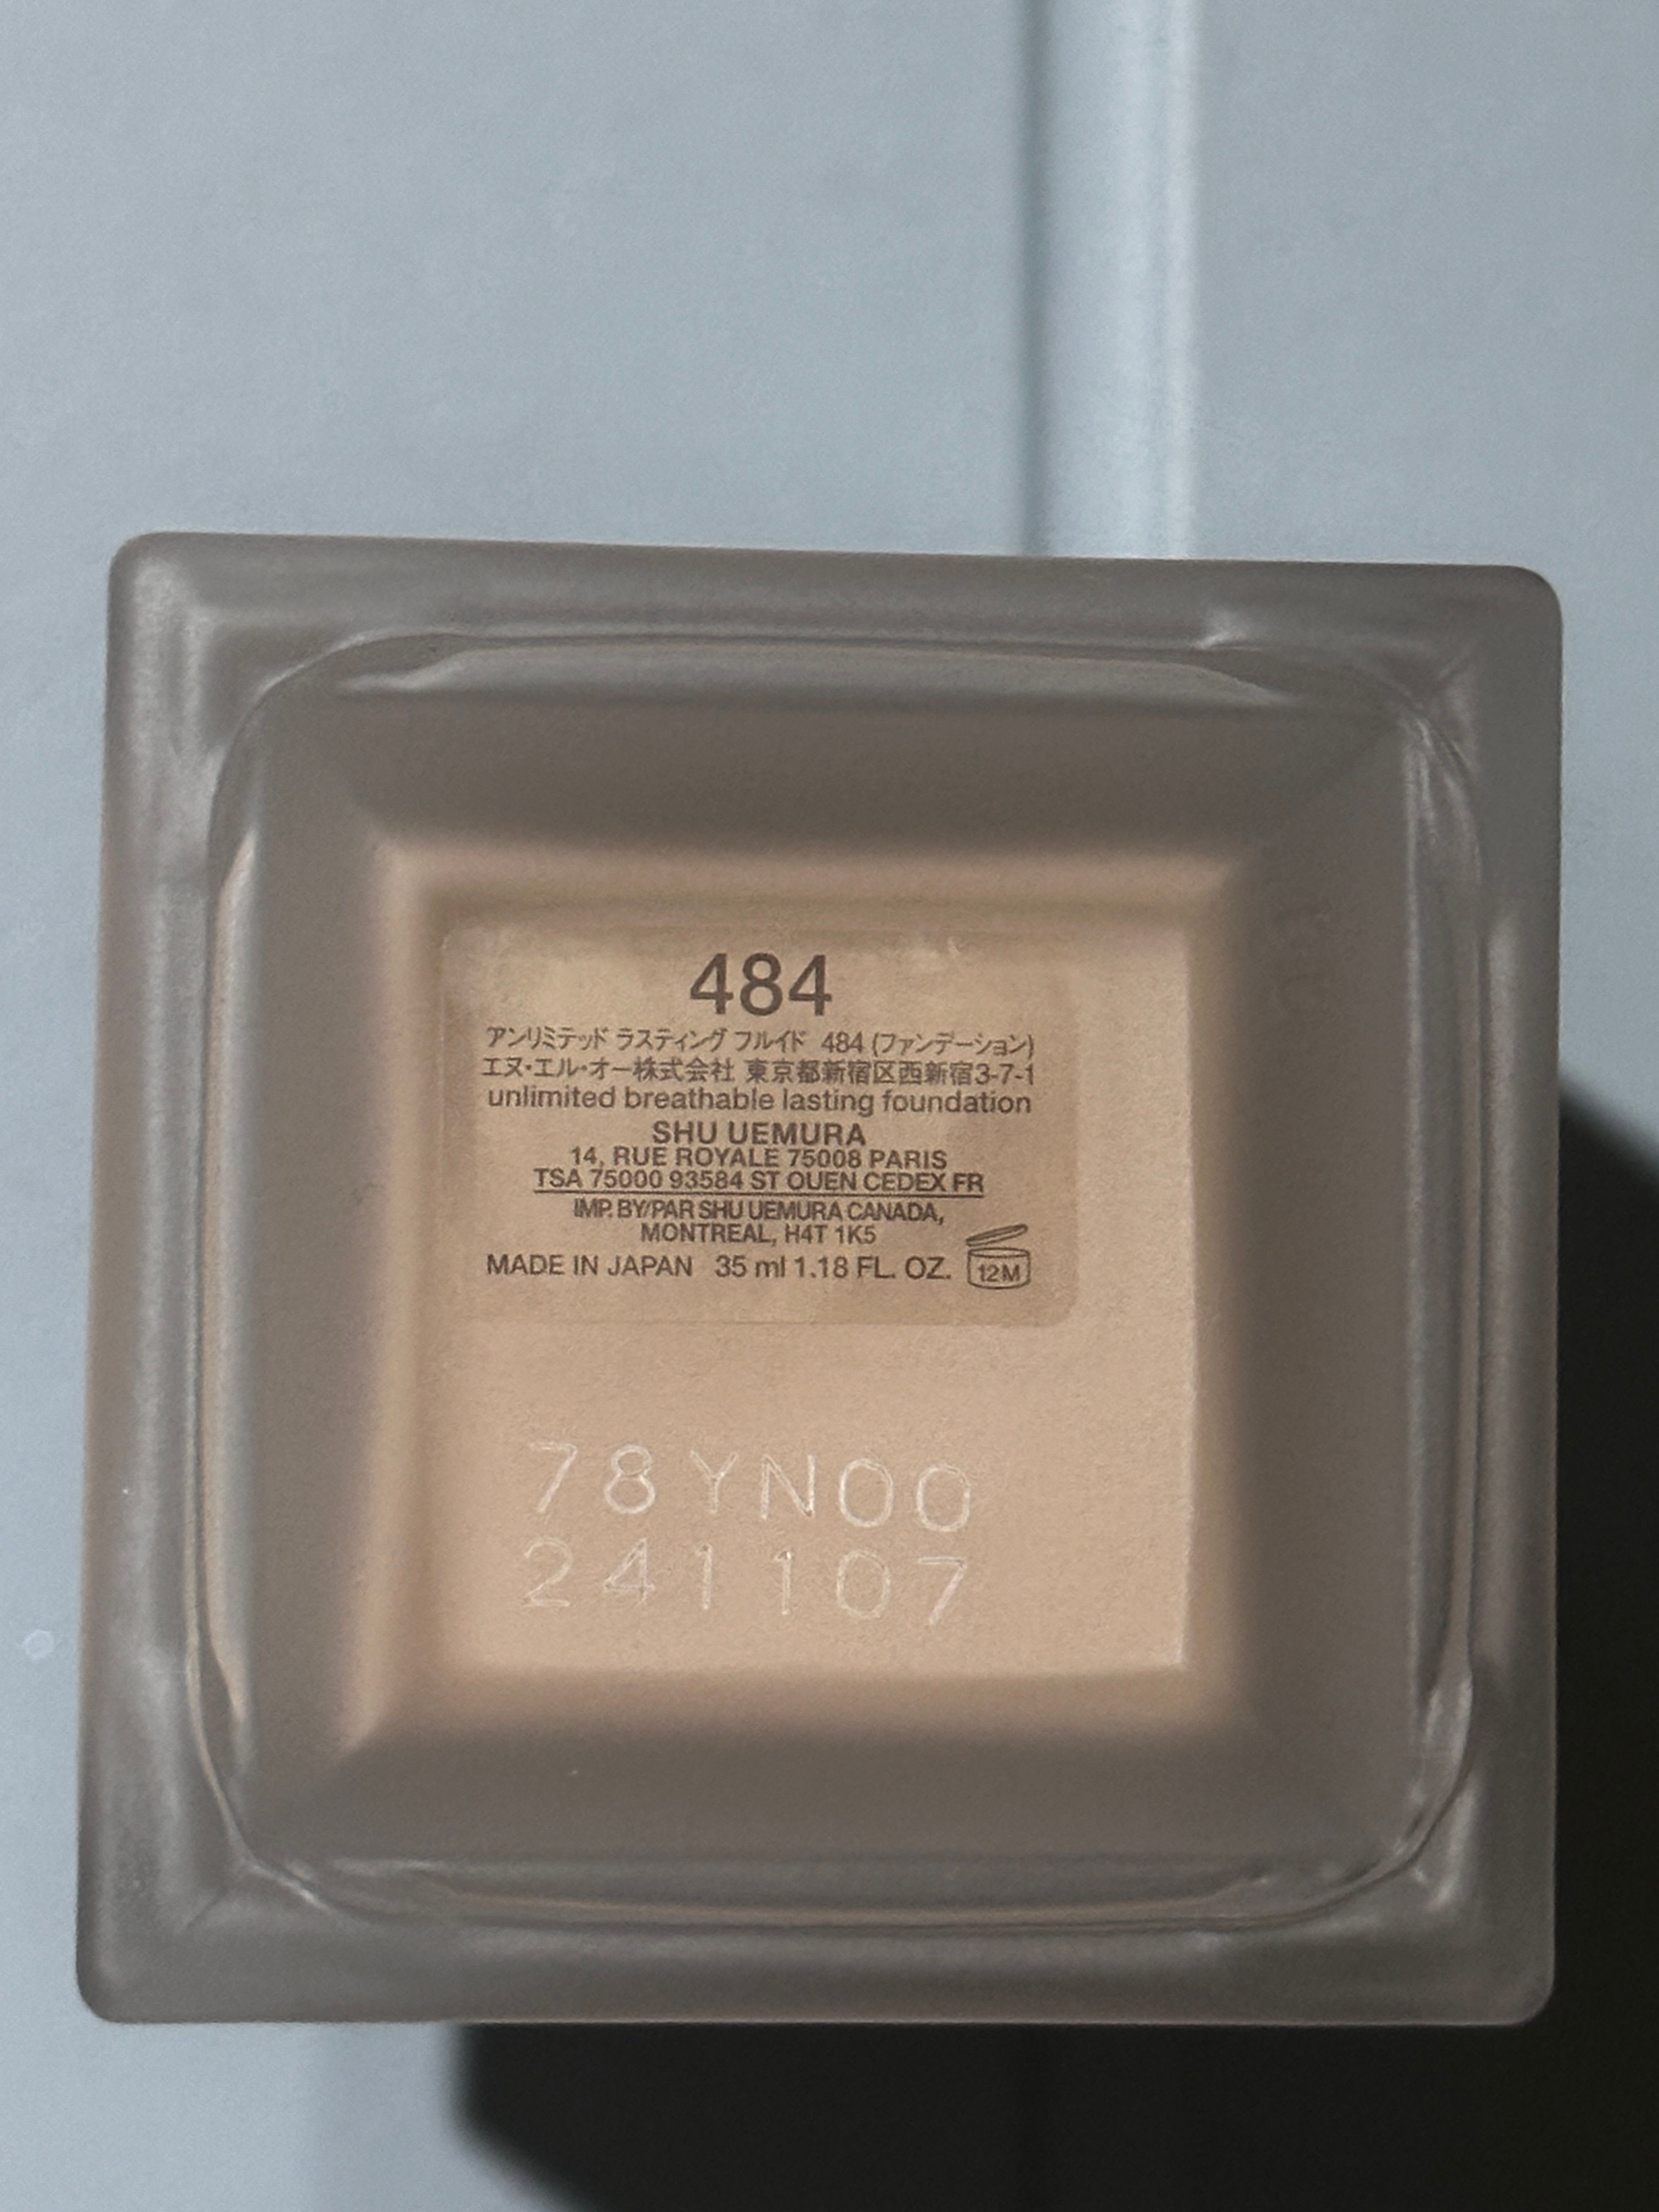 484
アンリミテッド ラスティング フルイド 484 (ファンデーション)
エヌ・エル・オー株式会社 東京都新宿区西新宿3-7-1
unlimited breathable lasting foundation
SHU UEMURA
14, RUE ROYALE 75008 PARIS
TSA 75000 93584 ST OUEN CEDEX FR
IMP. BY/PAR SHU UEMURA CANADA,
MONTREAL, H4T 1K5
MADE IN JAPAN 35 ml 1.18 FL. OZ. 12M
78YN00
241107